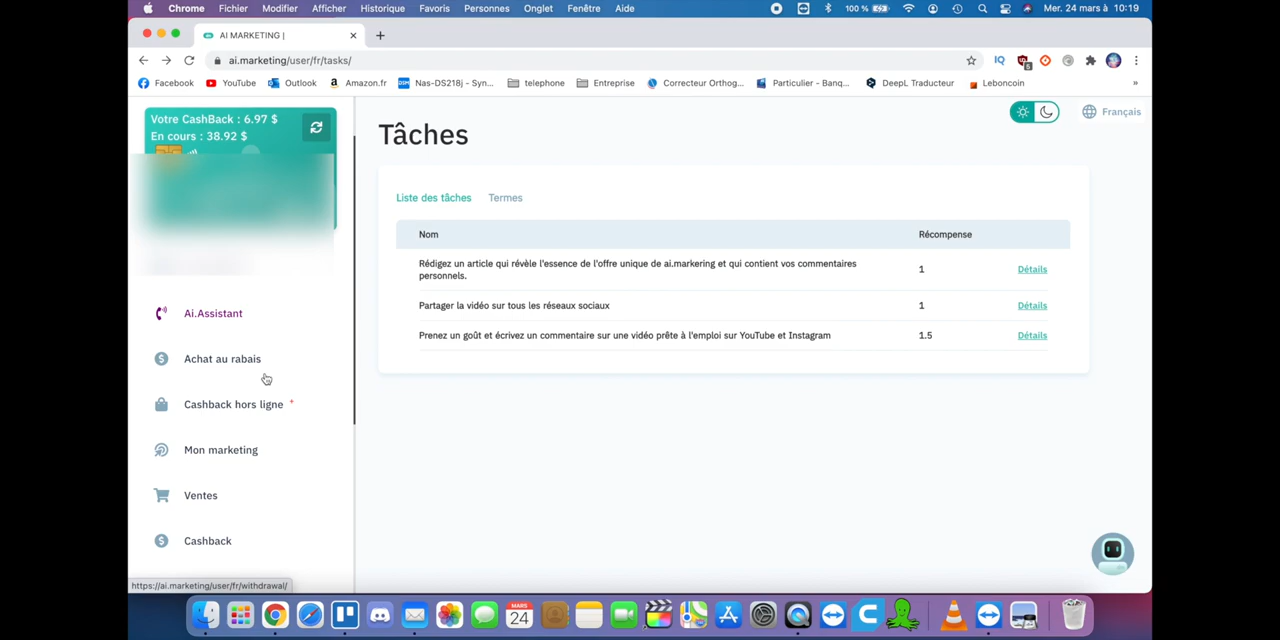 Chrome Fichier Modifier Afficher Historique Favoris Personnes Onglet Fenêtre Aide 100 % Mer. 24 mars à 10:19
AI MARKETING |
ai.marketing/user/fr/tasks/
Facebook YouTube Outlook Amazon.fr Nas-DS218j – Syn... telephone Entreprise Correcteur Orthog... Particulier - Banq... DeepL Traducteur Leboncoin »
Votre CashBack : 6.97 $
En cours : 38.92 $
Tâches
Français
Liste des tâches Termes
Nom Récompense
Rédigez un article qui révèle l'essence de l'offre unique de ai.markering et qui contient vos commentaires
personnels. 1 Détails
Partager la vidéo sur tous les réseaux sociaux 1 Détails
Prenez un goût et écrivez un commentaire sur une vidéo prête à l'emploi sur YouTube et Instagram 1.5 Détails
Ai.Assistant
Achat au rabais
Cashback hors ligne *
Mon marketing
Ventes
Cashback
https://ai.marketing/user/fr/withdrawal/
MARS
24